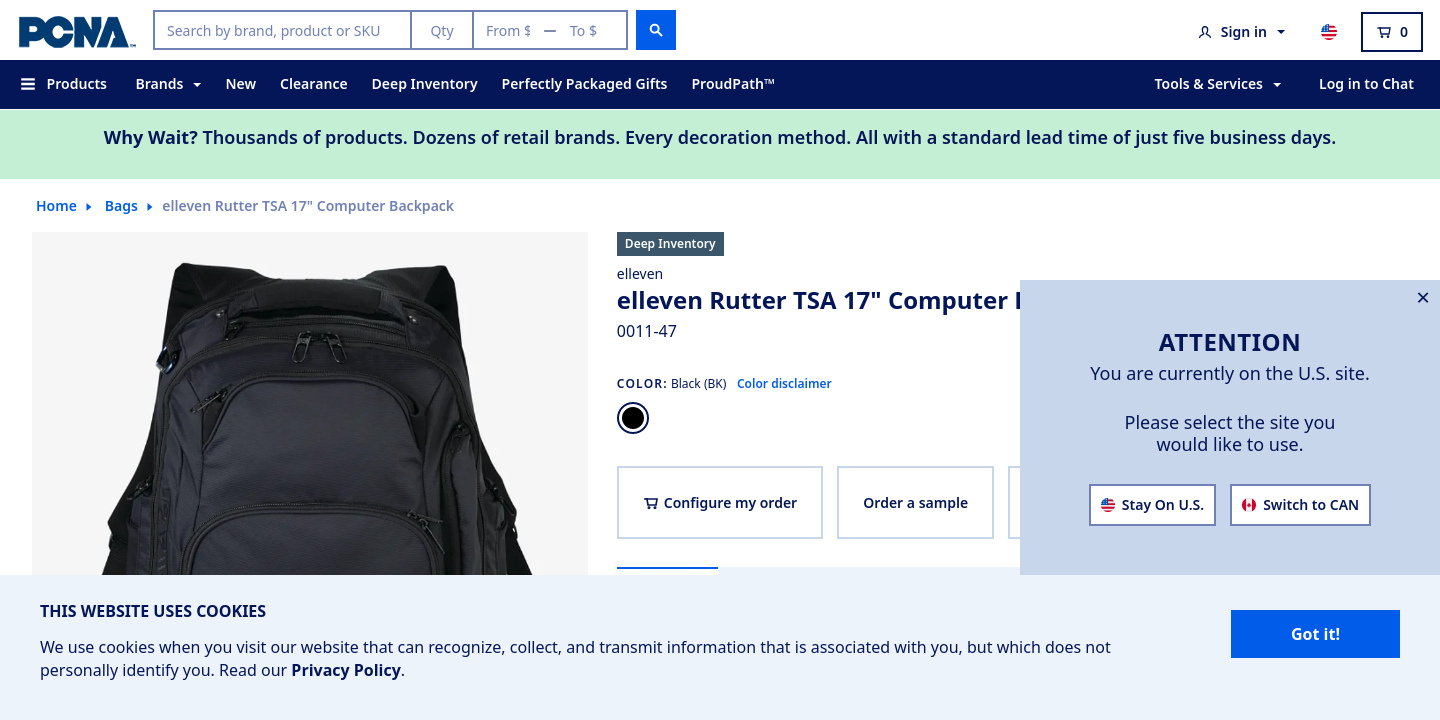 PCNA™
Search by brand, product or SKU
Qty
From $
—
To $
Sign in
0
Products
Brands
New
Clearance
Deep Inventory
Perfectly Packaged Gifts
ProudPath™
Tools & Services
Log in to Chat
Why Wait? Thousands of products. Dozens of retail brands. Every decoration method. All with a standard lead time of just five business days.
Home
Bags
elleven Rutter TSA 17" Computer Backpack
Deep Inventory
elleven
elleven Rutter TSA 17" Computer
0011-47
COLOR: Black (BK) Color disclaimer
Configure my order
Order a sample
ATTENTION
You are currently on the U.S. site.
Please select the site you
would like to use.
Stay On U.S.
Switch to CAN
THIS WEBSITE USES COOKIES
We use cookies when you visit our website that can recognize, collect, and transmit information that is associated with you, but which does not
personally identify you. Read our Privacy Policy.
Got it!